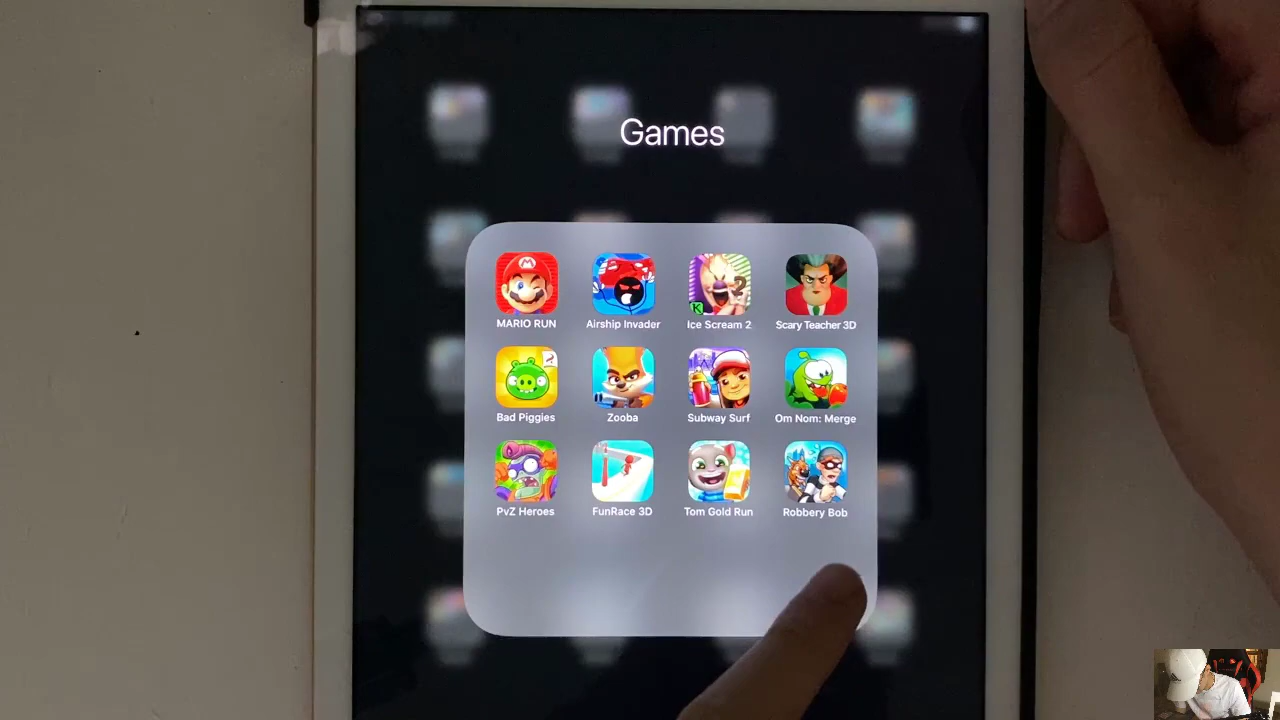 Games
MARIO RUN
Airship Invader
Ice Scream 2
Scary Teacher 3D
Bad Piggies
Zooba
Subway Surf
Om Nom: Merge
PvZ Heroes
FunRace 3D
Tom Gold Run
Robbery Bob